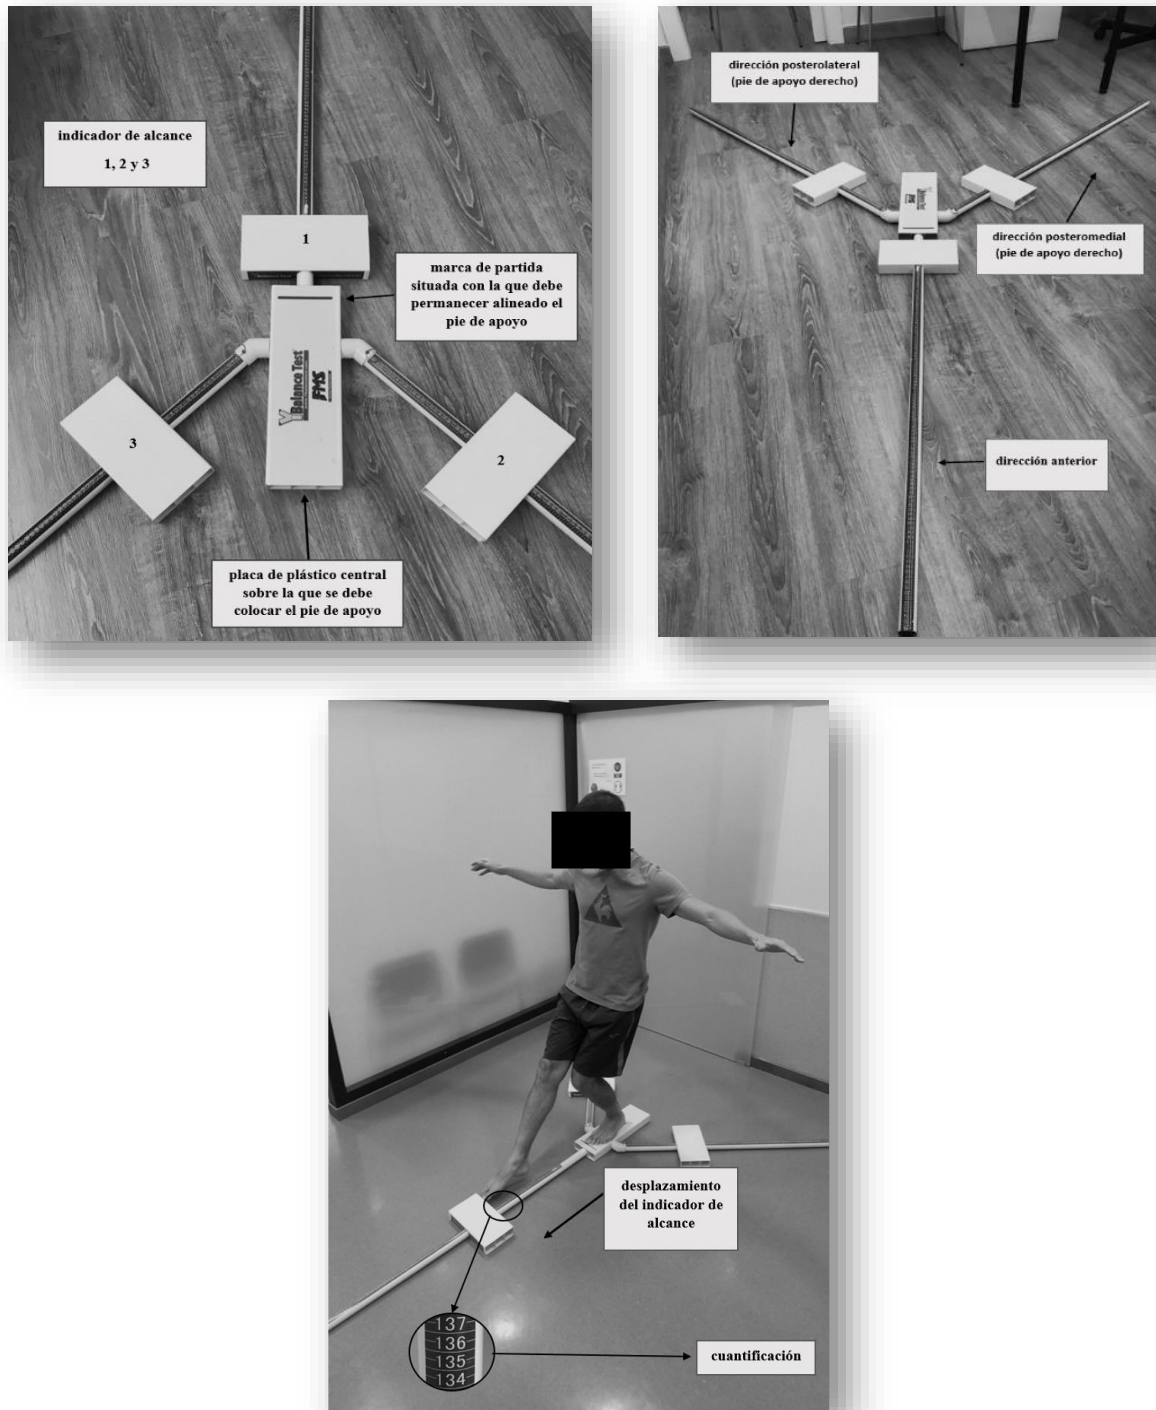 indicador de alcance
1, 2 y 3
1
marca de partida
situada con la que debe
permanecer alineado el
pie de apoyo
Y Balance Test
FMS
3
2
placa de plástico central
sobre la que se debe
colocar el pie de apoyo
dirección posterolateral
(pie de apoyo derecho)
Y Balance Test
FMS
dirección posteromedial
(pie de apoyo derecho)
dirección anterior
desplazamiento
del indicador de
alcance
137
136
135
134
cuantificación